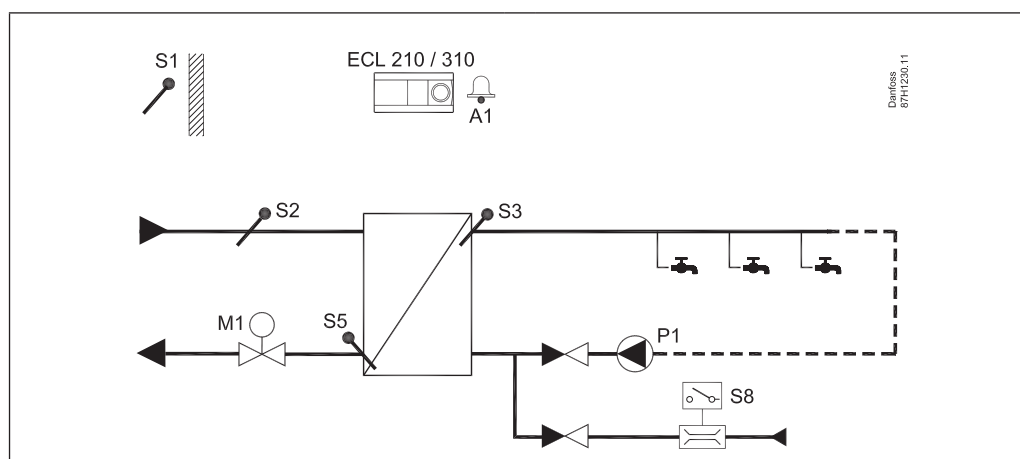 S1
ECL 210 / 310
A1
Danfoss
87H1230.11
S2
S3
M1
S5
P1
S8